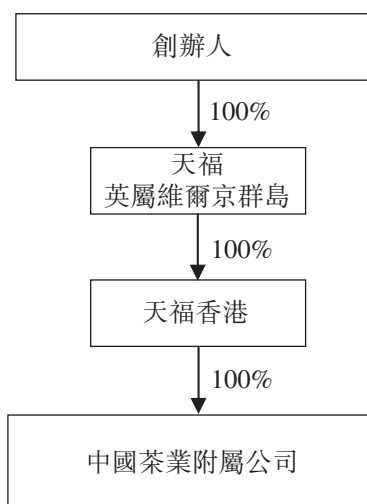 創辦人
100%
天福
英屬維爾京群島
100%
天福香港
100%
中國茶業附屬公司